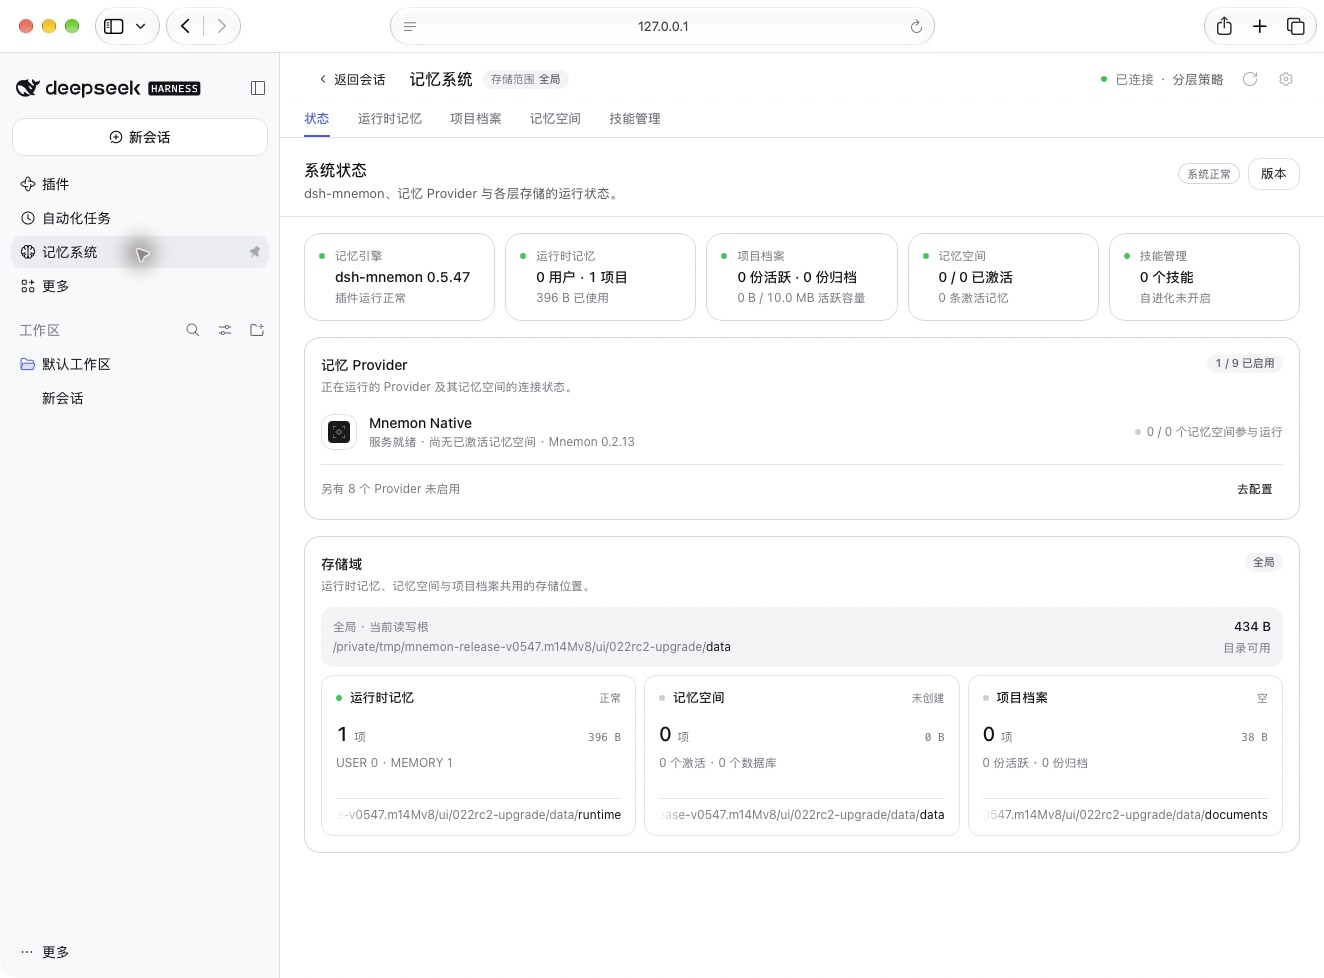 127.0.0.1
deepseek HARNESS
新会话
插件
自动化任务
记忆系统
更多
工作区
默认工作区
新会话
更多
返回会话
记忆系统
存储范围 全局
已连接 · 分层策略
状态
运行时记忆
项目档案
记忆空间
技能管理
系统状态
dsh-mnemon、记忆 Provider 与各层存储的运行状态。
系统正常
版本
记忆引擎
dsh-mnemon 0.5.47
插件运行正常
运行时记忆
0 用户 · 1 项目
396 B 已使用
项目档案
0 份活跃 · 0 份归档
0 B / 10.0 MB 活跃容量
记忆空间
0 / 0 已激活
0 条激活记忆
技能管理
0 个技能
自进化未开启
记忆 Provider
1 / 9 已启用
正在运行的 Provider 及其记忆空间的连接状态。
Mnemon Native
服务就绪 · 尚无已激活记忆空间 · Mnemon 0.2.13
0 / 0 个记忆空间参与运行
另有 8 个 Provider 未启用
去配置
存储域
全局
运行时记忆、记忆空间与项目档案共用的存储位置。
全局 · 当前读写根
434 B
/private/tmp/mnemon-release-v0547.m14Mv8/ui/022rc2-upgrade/data
目录可用
运行时记忆
正常
1 项
396 B
USER 0 · MEMORY 1
e-v0547.m14Mv8/ui/022rc2-upgrade/data/runtime
记忆空间
未创建
0 项
0 B
0 个激活 · 0 个数据库
ase-v0547.m14Mv8/ui/022rc2-upgrade/data/data
项目档案
空
0 项
38 B
0 份活跃 · 0 份归档
0547.m14Mv8/ui/022rc2-upgrade/data/documents